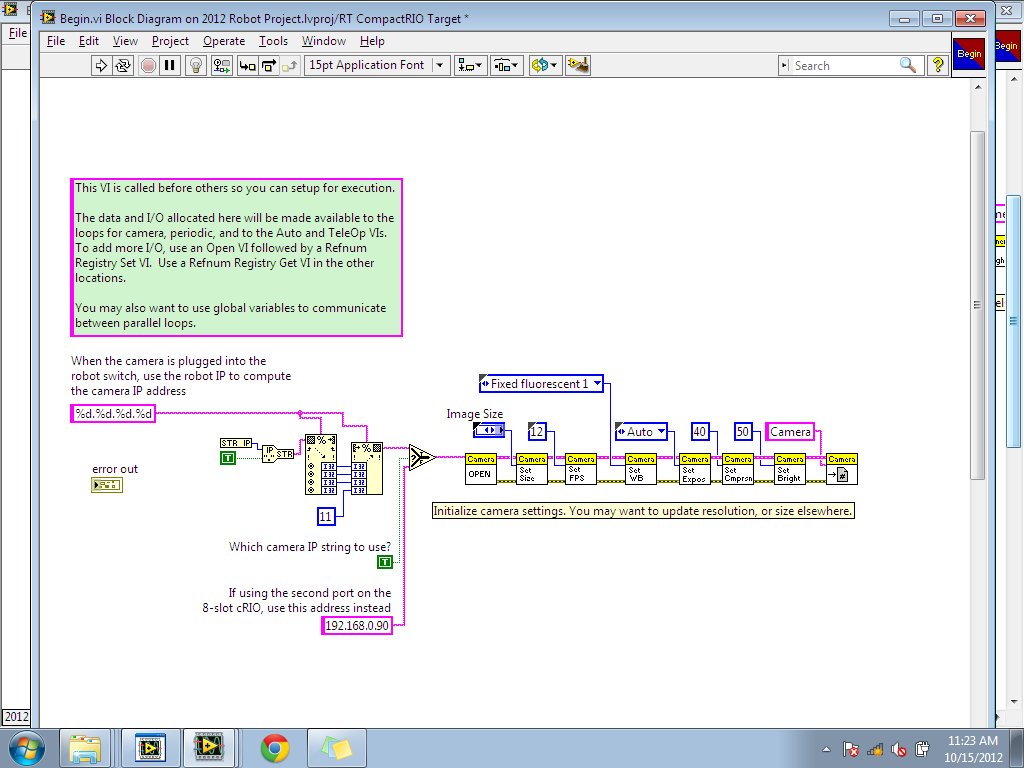 Begin.vi Block Diagram on 2012 Robot Project.lvproj/RT CompactRIO Target *
File
File Edit View Project Operate Tools Window Help
Begin
Begin
15pt Application Font
Search
?
This VI is called before others so you can setup for execution.
The data and I/O allocated here will be made available to the
loops for camera, periodic, and to the Auto and TeleOp VIs.
To add more I/O, use an Open VI followed by a Refnum
Registry Set VI. Use a Refnum Registry Get VI in the other
locations.
You may also want to use global variables to communicate
between parallel loops.
When the camera is plugged into the
robot switch, use the robot IP to compute
the camera IP address
%d.%d.%d.%d
Fixed fluorescent 1
Image Size
12
Auto
40
50
Camera
STR IP
T
IP
STR
error out
Camera Camera Camera Camera Camera Camera Camera Camera
OPEN
Set Size
Set FPS
Set WB
Set Expos
Set Cmprsn
Set Bright
11
Initialize camera settings. You may want to update resolution, or size elsewhere.
Which camera IP string to use?
T
If using the second port on the
8-slot cRIO, use this address instead
192.168.0.90
2012
11:23 AM
10/15/2012